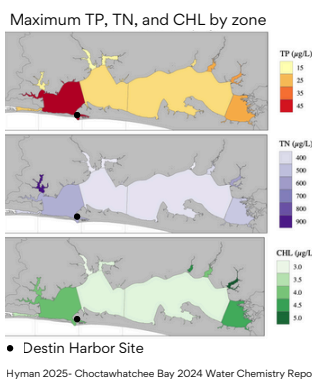 Maximum TP, TN, and CHL by zone
TP (µg/L)
15
25
35
45
TN (µg/L)
400
500
600
700
800
900
CHL (µg/L
3.0
3.5
4.0
4.5
5.0
Destin Harbor Site
Hyman 2025- Choctawhatchee Bay 2024 Water Chemistry Repo